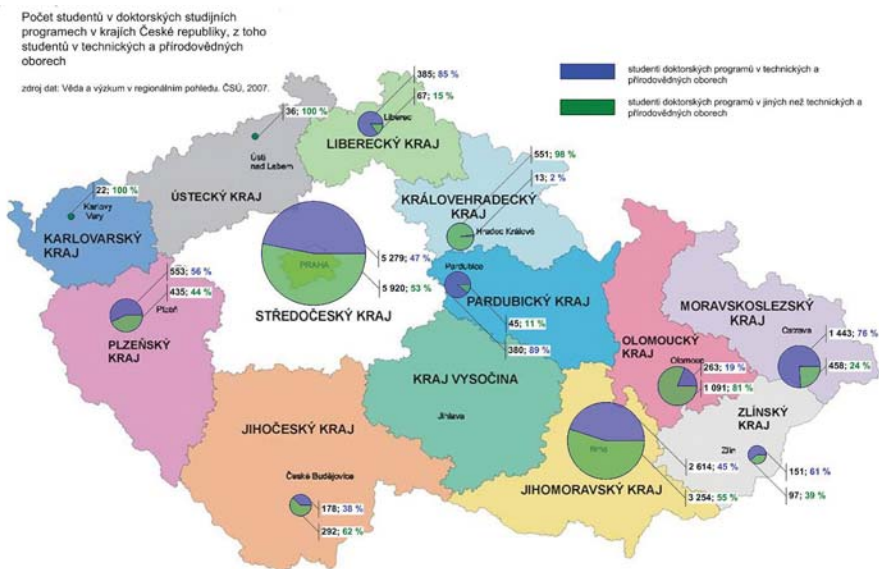 Počet studentů v doktorských studijních
programech v krajích České republiky, z toho
studentů v technických a přírodovědných
oborech
zdroj dat: Věda a výzkum v regionálním pohledu. ČSÚ, 2007.
studenti doktorských programů v technických a
přírodovědných oborech
studenti doktorských programů v jiných než technických a
přírodovědných oborech
385; 85 %
67; 15 %
Liberec
LIBERECKÝ KRAJ
36; 100 %
Ústí
nad Labem
ÚSTECKÝ KRAJ
22; 100 %
Karlovy
Vary
KARLOVARSKÝ
KRAJ
551; 98 %
13; 2 %
KRÁLOVEHRADECKÝ
KRAJ
Hradec Králové
5 279; 47 %
PRAHA
5 920; 53 %
STŘEDOČESKÝ KRAJ
Pardubice
PARDUBICKÝ KRAJ
45; 11 %
380; 89 %
553; 56 %
435; 44 %
Plzeň
PLZEŇSKÝ
KRAJ
MORAVSKOSLEZSKÝ
KRAJ
Ostrava
1 443; 76 %
458; 24 %
OLOMOUCKÝ
KRAJ
Olomouc
263; 19 %
1 091; 81 %
KRAJ VYSOČINA
Jihlava
ZLÍNSKÝ
KRAJ
Zlín
151; 61 %
97; 39 %
JIHOČESKÝ KRAJ
České Budějovice
178; 38 %
292; 62 %
Brno
2 614; 45 %
3 254; 55 %
JIHOMORAVSKÝ KRAJ